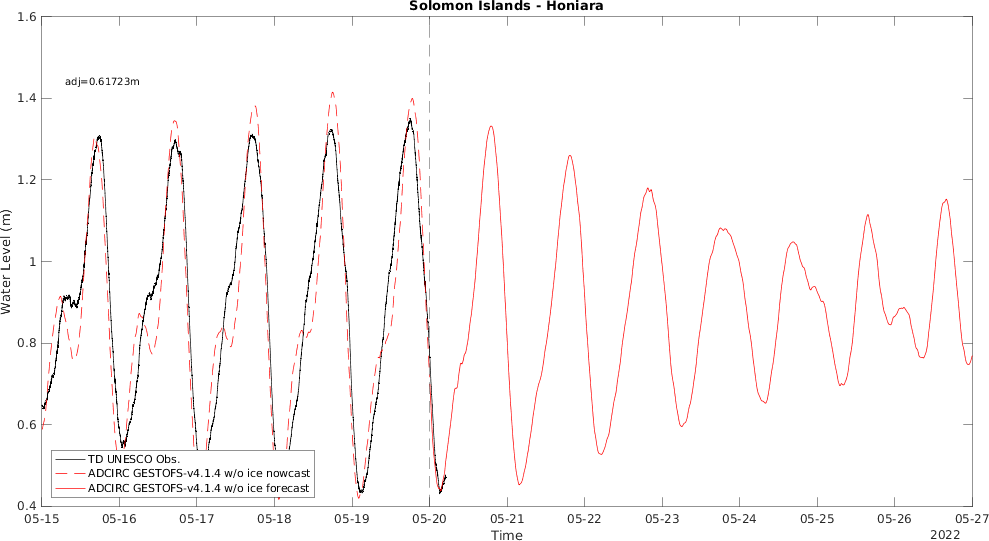 Solomon Islands - Honiara
1.6
1.4
1.2
1
0.8
0.6
0.4
Water Level (m)
adj=0.61723m
TD UNESCO Obs.
ADCIRC GESTOFS-v4.1.4 w/o ice nowcast
ADCIRC GESTOFS-v4.1.4 w/o ice forecast
05-15 05-16 05-17 05-18 05-19 05-20 05-21 05-22 05-23 05-24 05-25 05-26 05-27
Time
2022